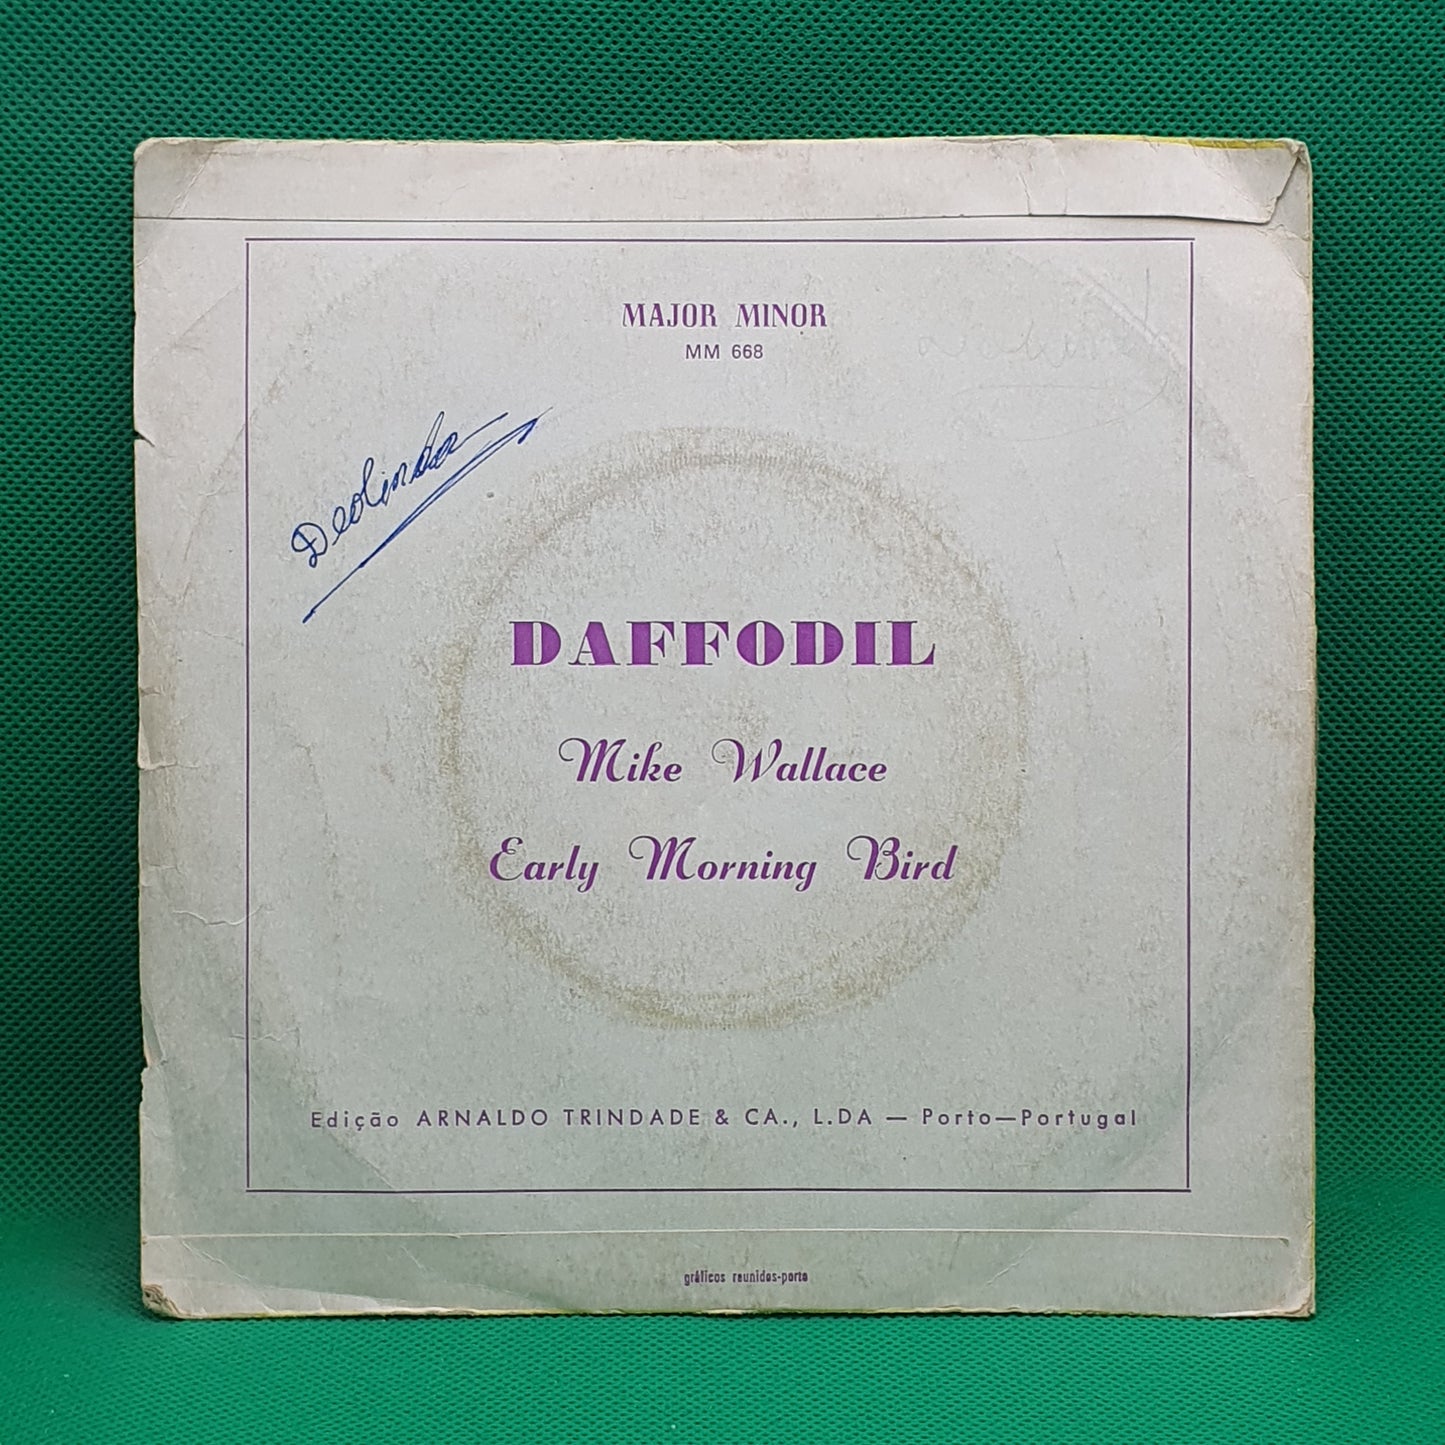 MAJOR MINOR
MM 668
Deolinda
DAFFODIL
Mike Wallace
Early Morning Bird
Edição ARNALDO TRINDADE & CA., L.DA — Porto—Portugal
gráficos reunidos-porto